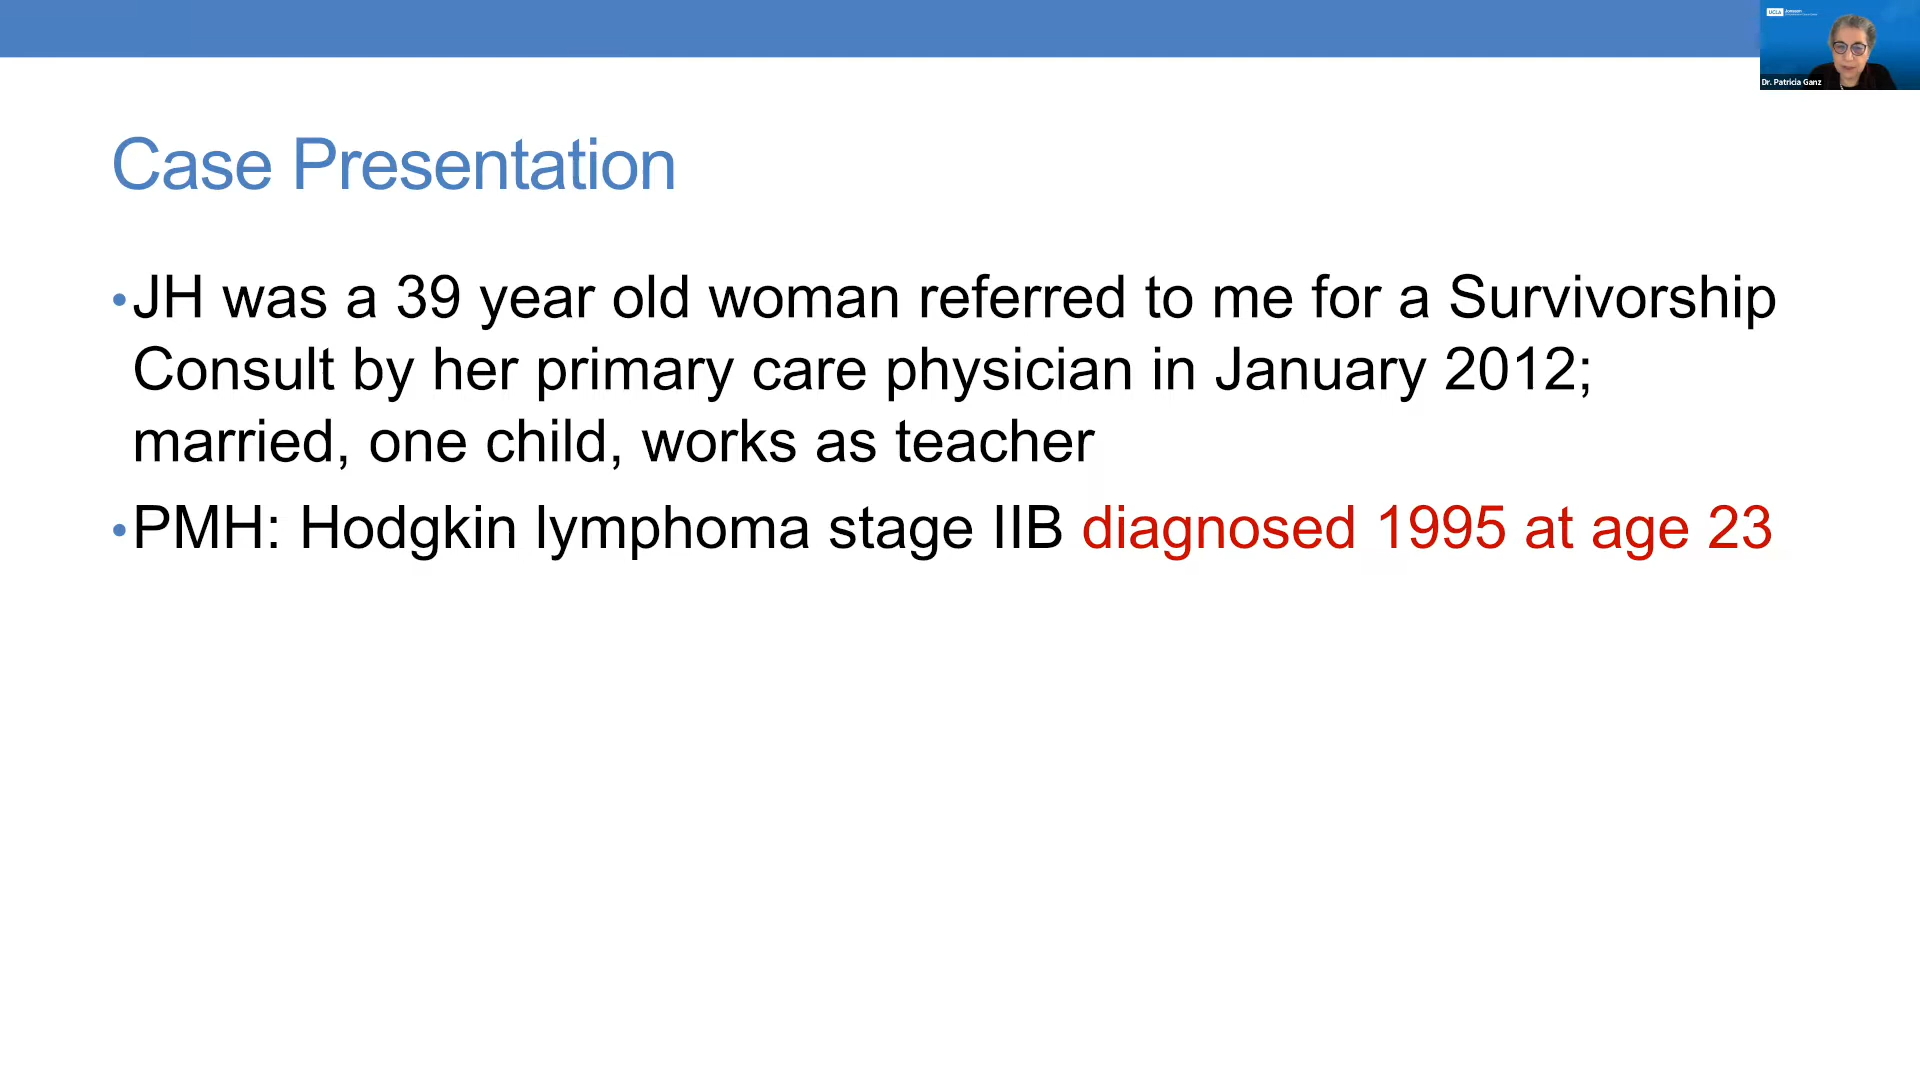 UCLA Jonsson
Dr. Patricia Ganz
Case Presentation
•JH was a 39 year old woman referred to me for a Survivorship
Consult by her primary care physician in January 2012;
married, one child, works as teacher
•PMH: Hodgkin lymphoma stage IIB diagnosed 1995 at age 23